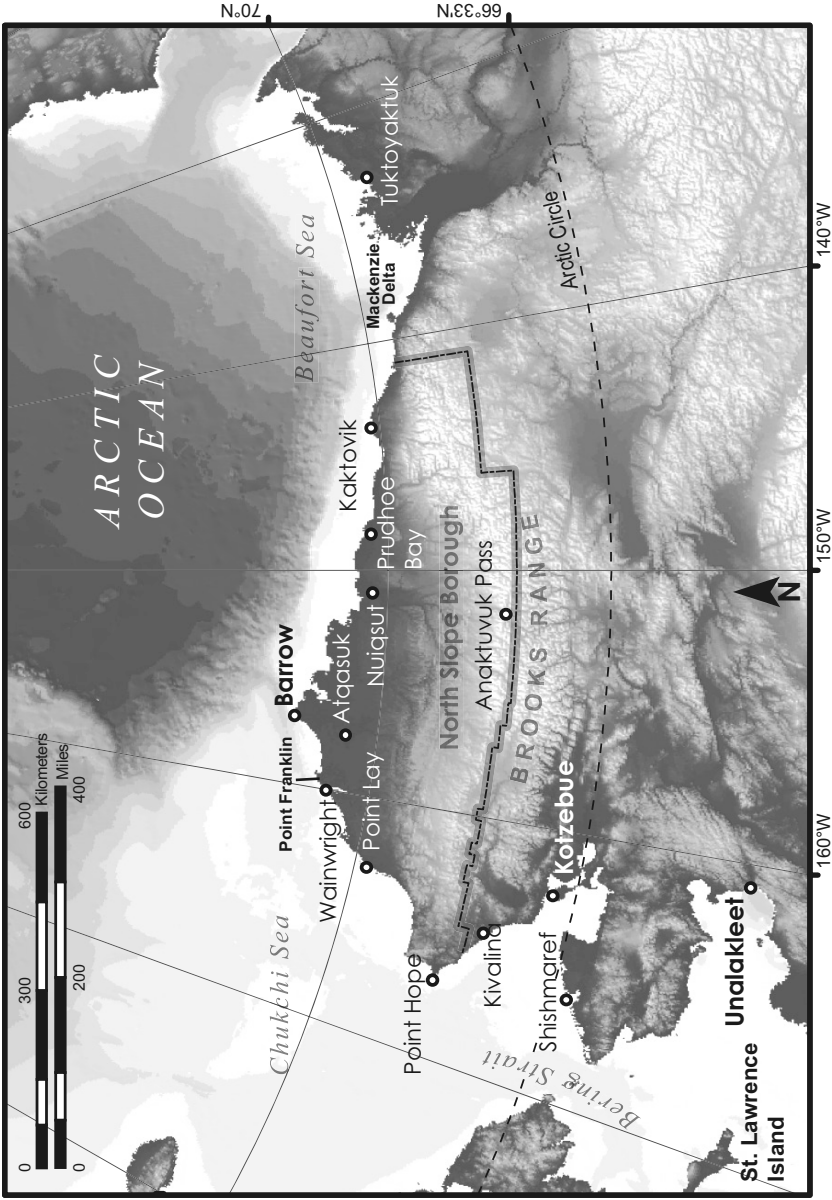 70°N
66°33'N
ARCTIC
OCEAN
Beaufort Sea
Tuktoyaktuk
Mackenzie
Delta
Arctic Circle
140°W
Kaktovik
Prudhoe
Bay
Nuiqsut
North Slope Borough
Anaktuvuk Pass
BROOKS RANGE
150°W
N
Barrow
Atqasuk
Point Franklin
Wainwright
Point Lay
Chukchi Sea
Point Hope
Kivalina
Kotzebue
Shishmaref
160°W
Bering Strait
Unalakleet
St. Lawrence
Island
0 300 600
Kilometers
Miles
0 200 400